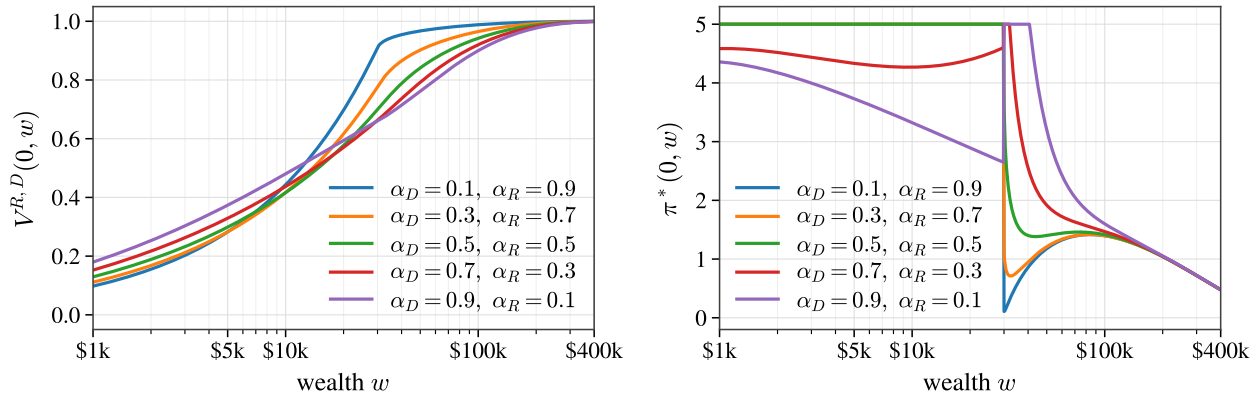 1.0
0.8
0.6
0.4
0.2
0.0
V^{R, D}(0, w)
α_D = 0.1, α_R = 0.9
α_D = 0.3, α_R = 0.7
α_D = 0.5, α_R = 0.5
α_D = 0.7, α_R = 0.3
α_D = 0.9, α_R = 0.1
$1k $5k $10k $100k $400k
wealth w
5
4
3
2
1
0
π*(0, w)
α_D = 0.1, α_R = 0.9
α_D = 0.3, α_R = 0.7
α_D = 0.5, α_R = 0.5
α_D = 0.7, α_R = 0.3
α_D = 0.9, α_R = 0.1
$1k $5k $10k $100k $400k
wealth w